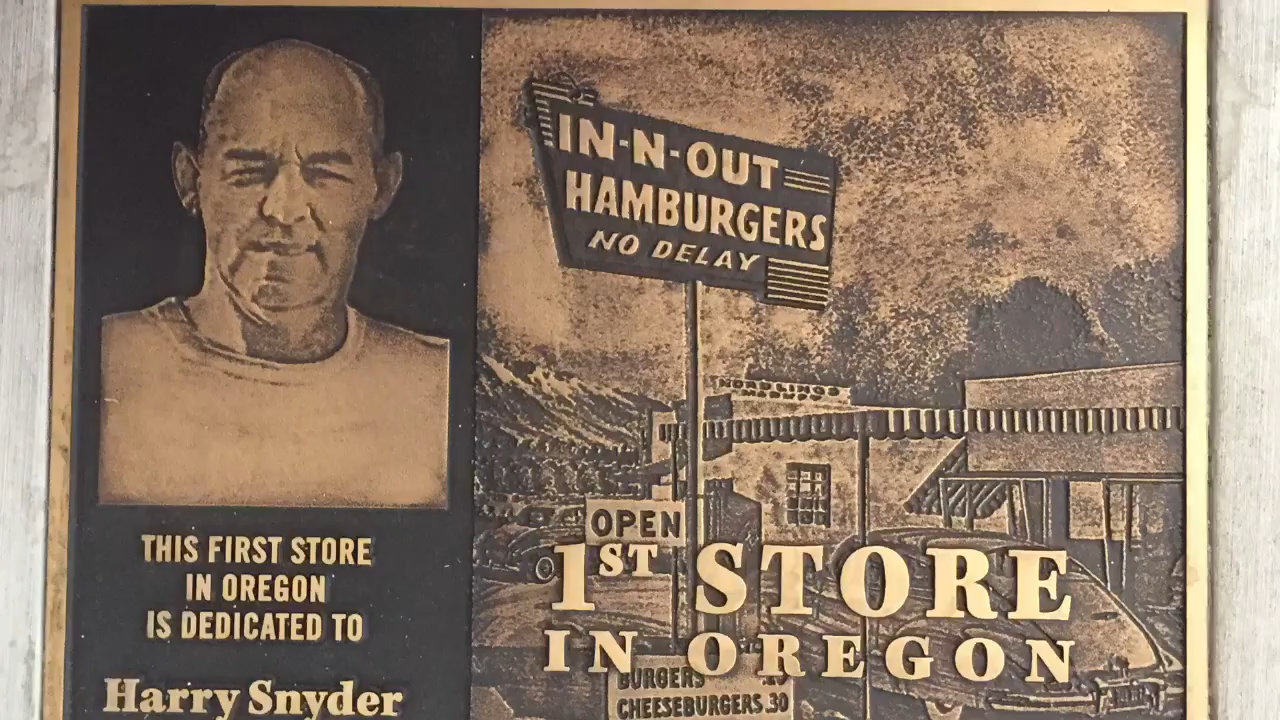 THIS FIRST STORE
IN OREGON
IS DEDICATED TO
Harry Snyder
IN-N-OUT
HAMBURGERS
NO DELAY
NORDLINGS
OPEN
1ST STORE
IN OREGON
BURGERS
CHEESEBURGERS .30